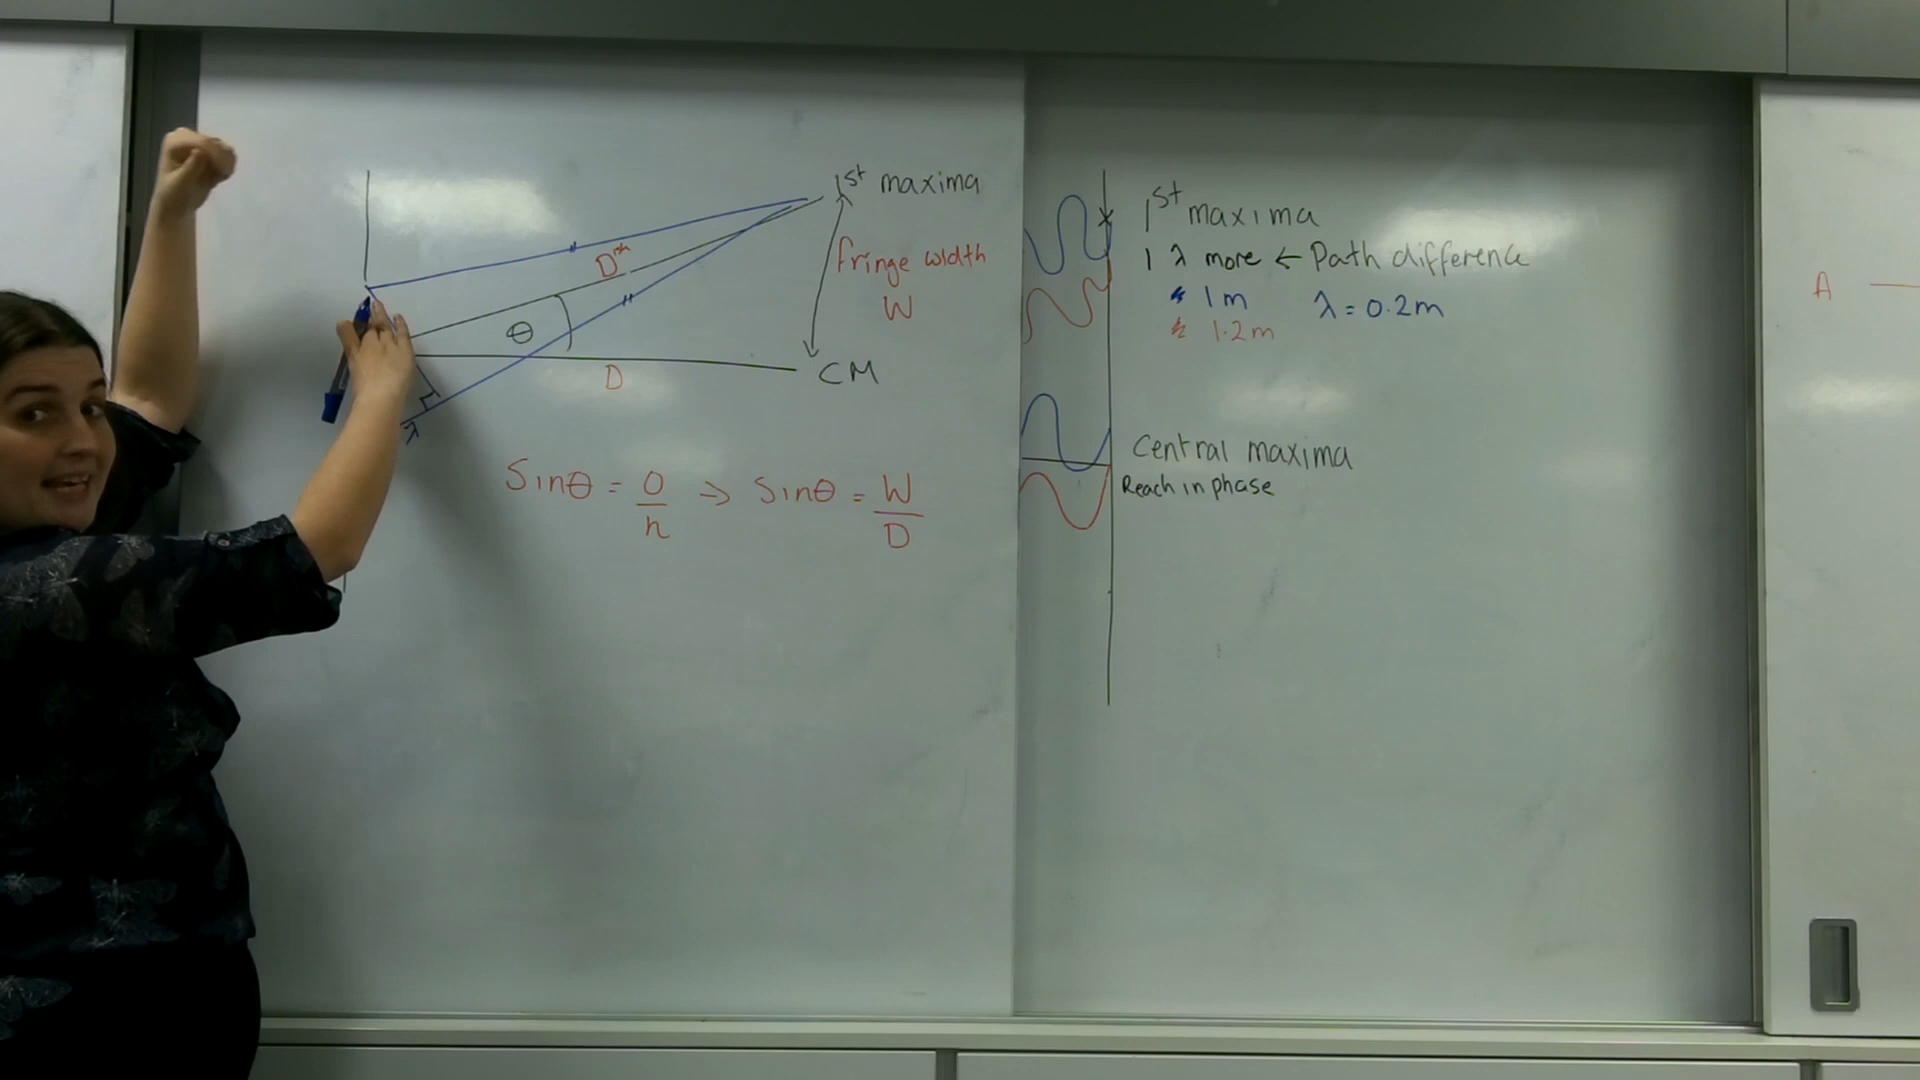 1st maxima
Fringe width
W
D*
θ
D
CM
λ
Sinθ = O/h → Sinθ = W/D
1st maxima
1 λ more ← Path difference
1m λ = 0.2m
1.2m
Central maxima
Reach in phase
A